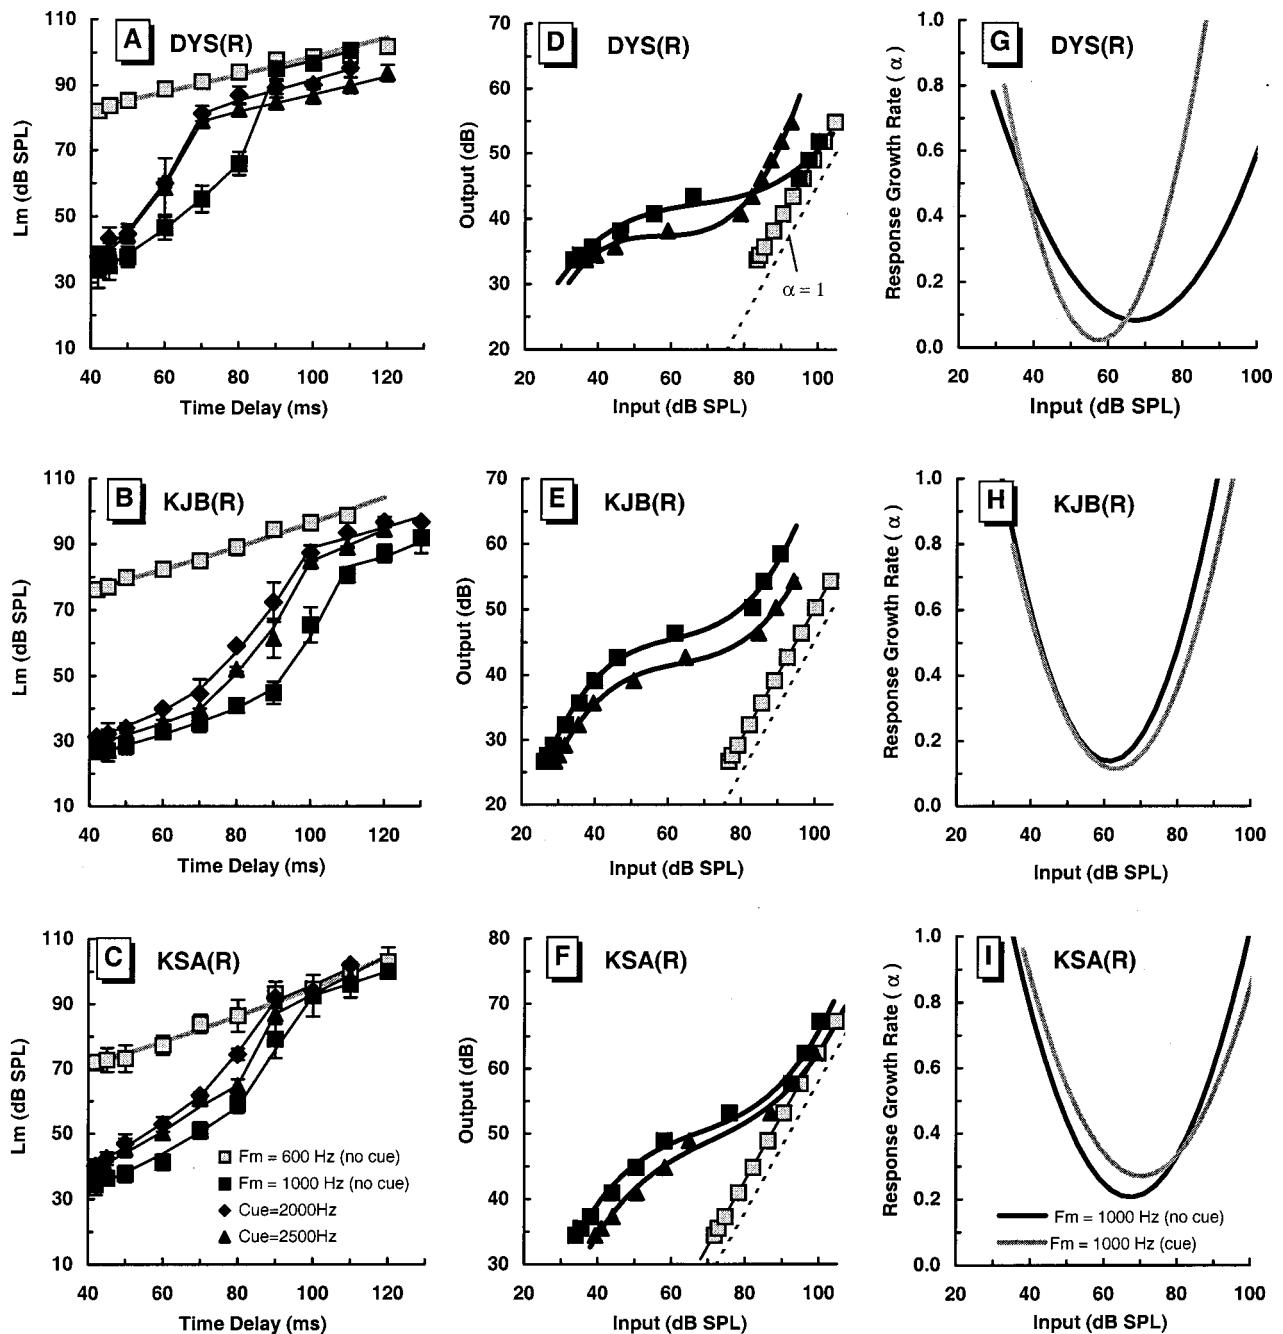 A
DYS(R)
Lm (dB SPL)
110
90
70
50
30
10
40 60 80 100 120
Time Delay (ms)
D
DYS(R)
Output (dB)
70
60
50
40
30
20
α = 1
20 40 60 80 100
Input (dB SPL)
G
DYS(R)
Response Growth Rate ( α )
1.0
0.8
0.6
0.4
0.2
0.0
20 40 60 80 100
Input (dB SPL)
B
KJB(R)
Lm (dB SPL)
110
90
70
50
30
10
40 60 80 100 120
Time Delay (ms)
E
KJB(R)
Output (dB)
70
60
50
40
30
20
20 40 60 80 100
Input (dB SPL)
H
KJB(R)
Response Growth Rate ( α )
1.0
0.8
0.6
0.4
0.2
0.0
20 40 60 80 100
Input (dB SPL)
C
KSA(R)
Lm (dB SPL)
110
90
70
50
30
10
Fm = 600 Hz (no cue)
Fm = 1000 Hz (no cue)
Cue=2000Hz
Cue=2500Hz
40 60 80 100 120
Time Delay (ms)
F
KSA(R)
Output (dB)
80
70
60
50
40
30
20 40 60 80 100
Input (dB SPL)
I
KSA(R)
Response Growth Rate ( α )
1.0
0.8
0.6
0.4
0.2
0.0
Fm = 1000 Hz (no cue)
Fm = 1000 Hz (cue)
20 40 60 80 100
Input (dB SPL)